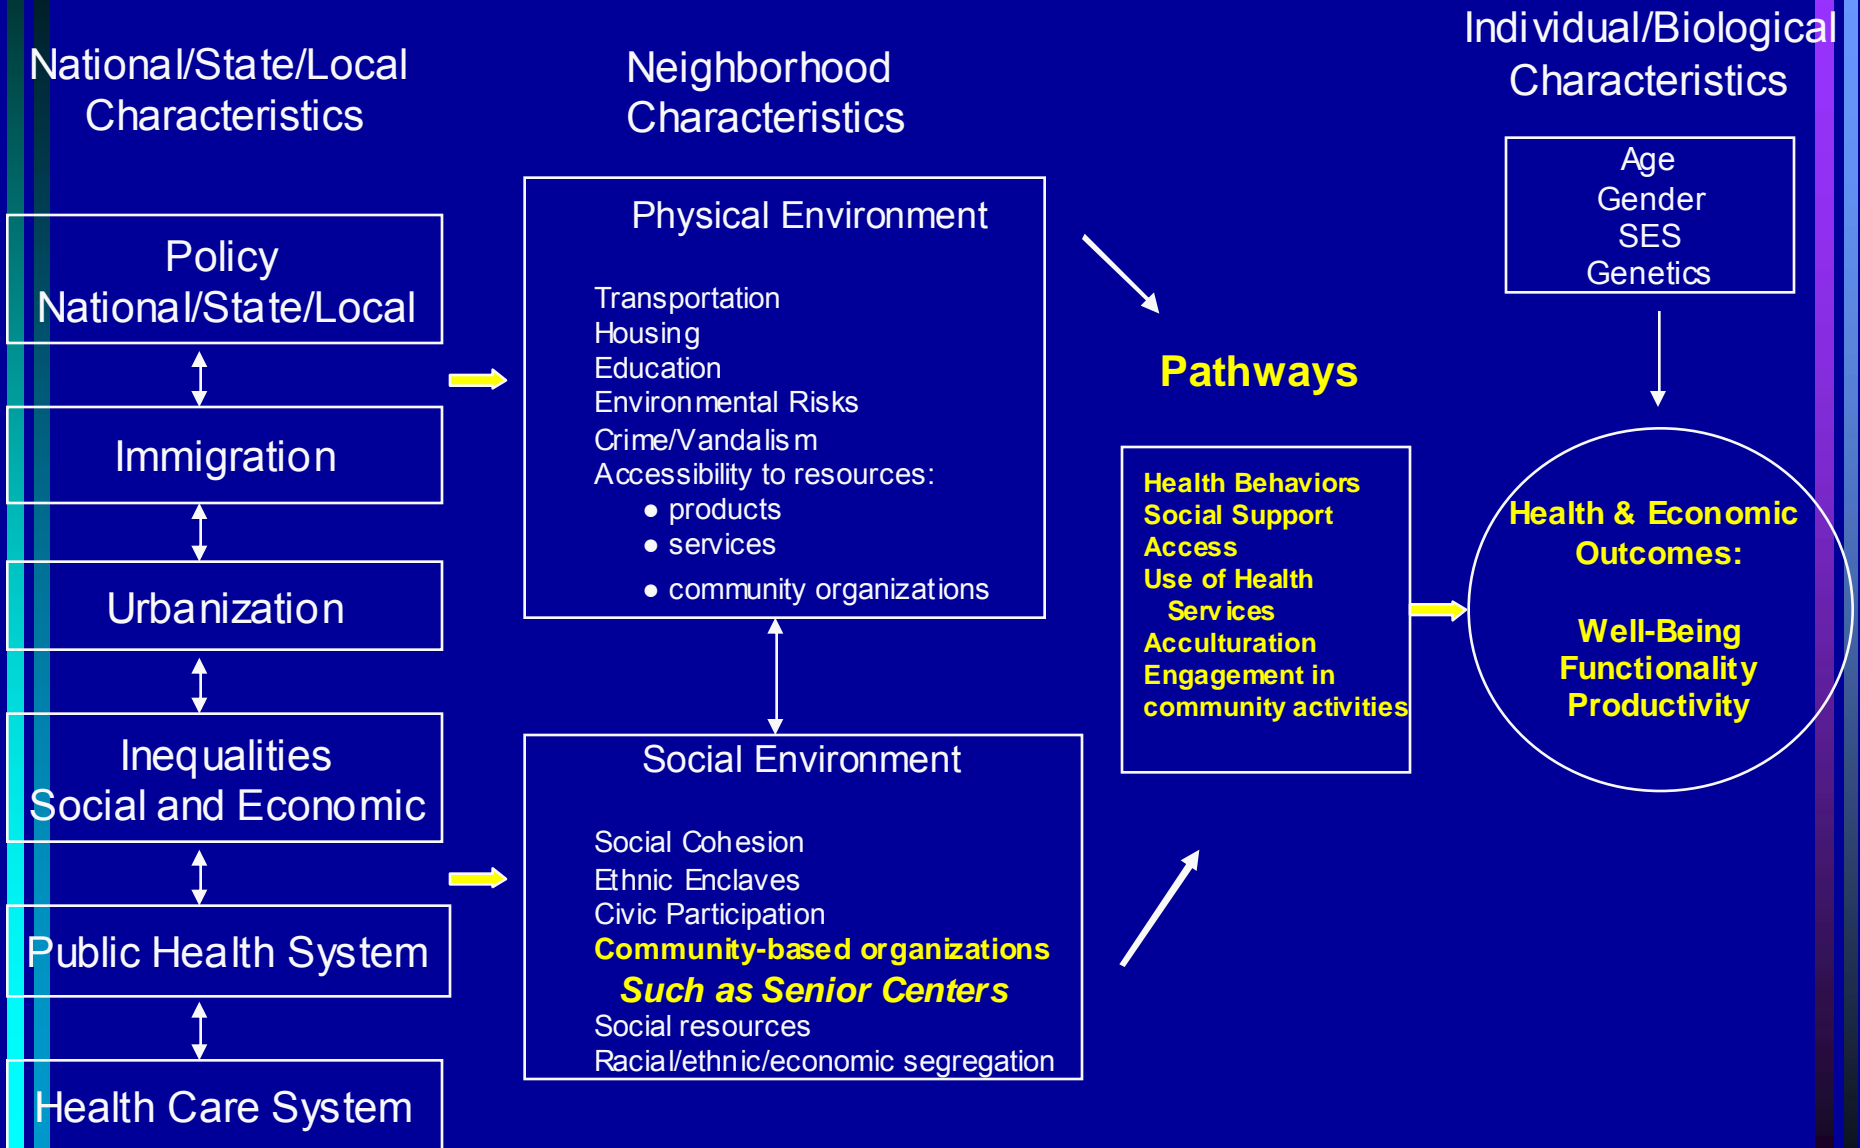 National/State/Local
Characteristics
Policy
National/State/Local
Immigration
Urbanization
Inequalities
Social and Economic
Public Health System
Health Care System
Neighborhood
Characteristics
Physical Environment
Transportation
Housing
Education
Environmental Risks
Crime/Vandalism
Accessibility to resources:
● products
● services
● community organizations
Social Environment
Social Cohesion
Ethnic Enclaves
Civic Participation
Community-based organizations
Such as Senior Centers
Social resources
Racial/ethnic/economic segregation
Pathways
Health Behaviors
Social Support
Access
Use of Health
Services
Acculturation
Engagement in
community activities
Individual/Biological
Characteristics
Age
Gender
SES
Genetics
Health & Economic
Outcomes:
Well-Being
Functionality
Productivity